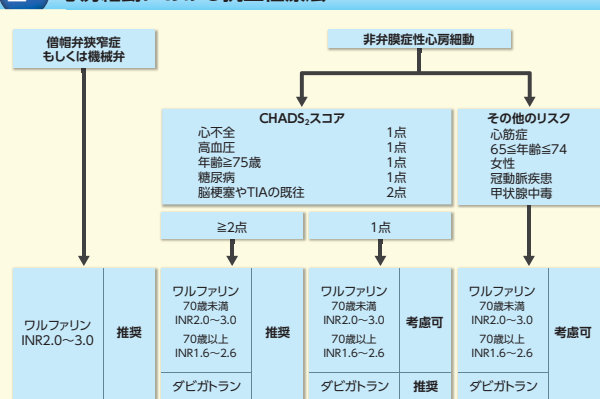 僧帽弁狭窄症
もしくは機械弁
非弁膜症性心房細動
CHADS₂スコア
心不全 1点
高血圧 1点
年齢≧75歳 1点
糖尿病 1点
脳梗塞やTIAの既往 2点
その他のリスク
心筋症
65≦年齢≦74
女性
冠動脈疾患
甲状腺中毒
≧2点
1点
ワルファリン
INR2.0〜3.0
推奨
ワルファリン
70歳未満
INR2.0〜3.0
70歳以上
INR1.6〜2.6
推奨
ダビガトラン
ワルファリン
70歳未満
INR2.0〜3.0
70歳以上
INR1.6〜2.6
考慮可
ダビガトラン
推奨
ワルファリン
70歳未満
INR2.0〜3.0
70歳以上
INR1.6〜2.6
考慮可
ダビガトラン